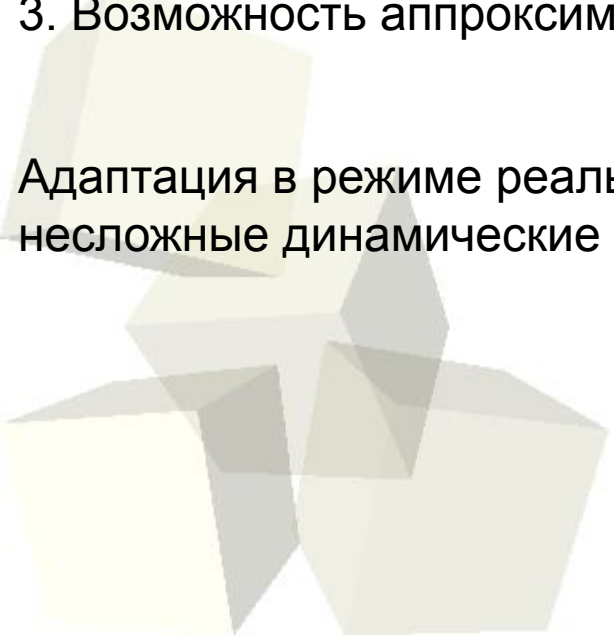 3. Возможность аппроксим
Адаптация в режиме реаль
несложные динамические